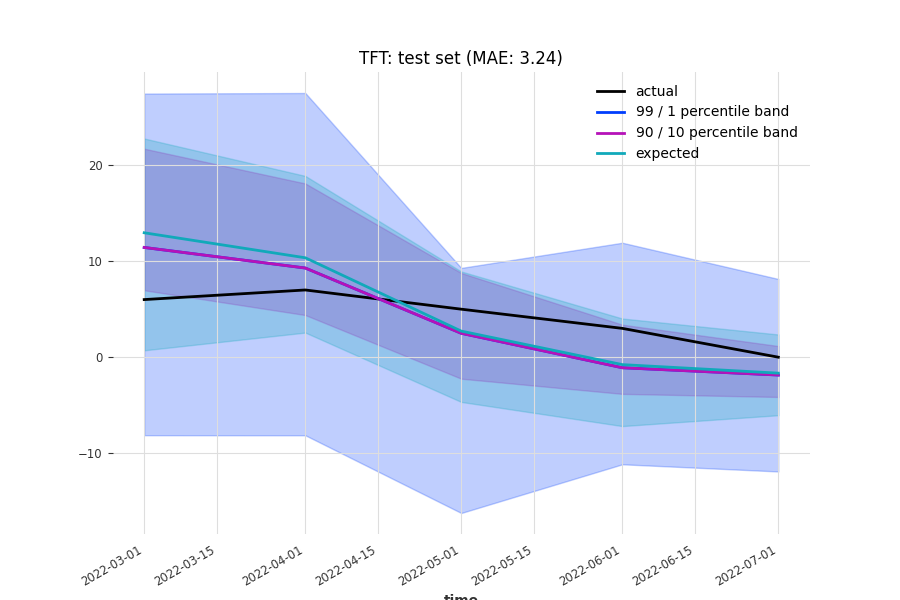 TFT: test set (MAE: 3.24)
actual
99 / 1 percentile band
90 / 10 percentile band
expected
20
10
0
−10
2022-03-01
2022-03-15
2022-04-01
2022-04-15
2022-05-01
2022-05-15
2022-06-01
2022-06-15
2022-07-01
time